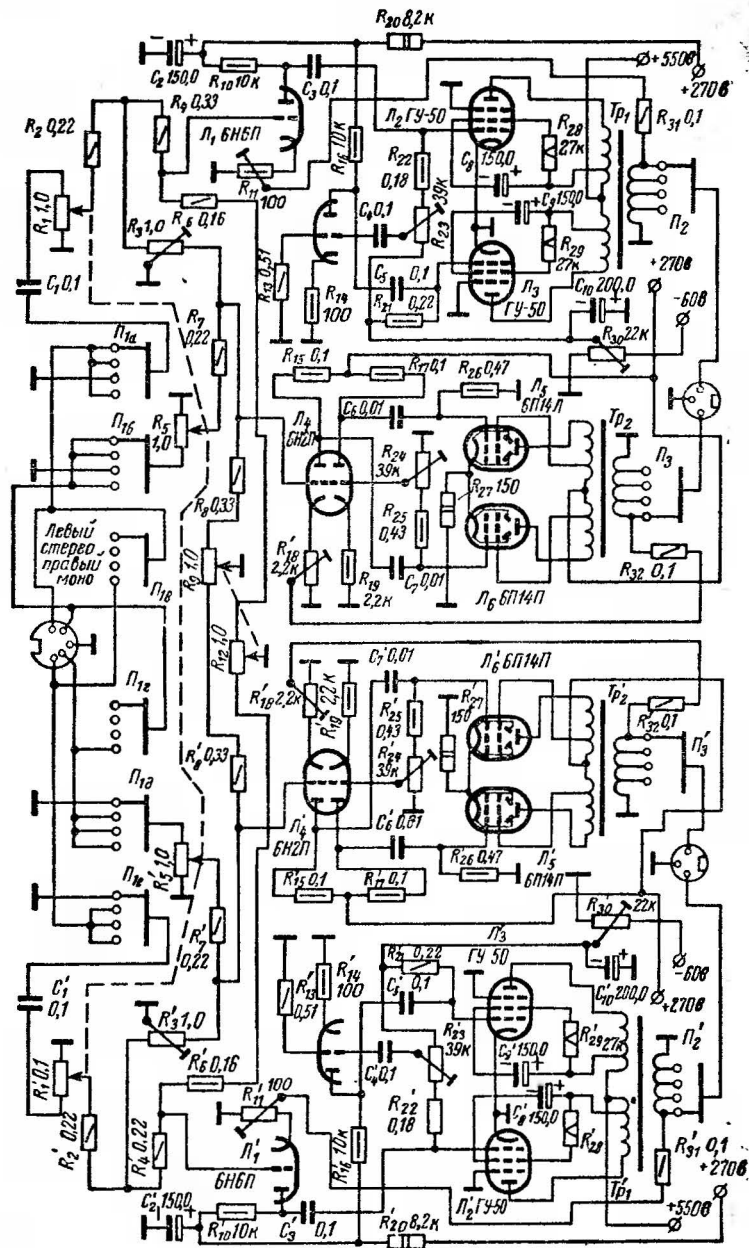 R20 8,2к
C2 150,0
R10 10к
C3 0,1
+550в
+270в
R2 0,22
R4 0,33
Л1 6Н6П
R16 10к
Л2 ГУ-50
C8 150,0
R28 27к
Tp1
R31 0,1
R11 100
R22 0,18
C9 150,0
R1 1,0
R3 1,0
R6 0,16
C4 0,1
39к
R23
R29 27к
П2
C1 0,1
R13 0,51
R14 100
C5 0,1
R21 0,22
Л3 ГУ-50
C10 200,0
+270в
-60в
R7 0,22
R30 22к
П1а
R15 0,1
R17 0,1
R26 0,47
Л5 6П14Л
П1б
R5 1,0
Л4 6Н2П
C6 0,01
Tp2
П3
R24 39к
R27 150
R8 0,33
Левый
стерео
правый
моно
П1в
R9 1,0
R18 2,2к
R19 2,2к
R25 0,43
C7 0,01
Л6 6П14П
R32 0,1
R12 1,0
П1г
R'18 2,2к
R'19 2,2к
C'7 0,01
Л'6 6П14П
R'25 0,43
R'27 150
Tp'2
R'32 0,1
П'3
R'8 0,33
R'24 39к
П1д
R'5 1,0
Л'4 6Н2П
C'6 0,01
R'26 0,47
Л'5 6П14П
R'15 0,1
R'17 0,1
П1е
R'7 0,22
R'30 22к
-60в
+270в
Л'3 ГУ-50
R'21 0,22
C'5 0,1
C'10 200,0
C'1 0,1
R'3 1,0
R'13 0,51
R'14 100
R'23 39к
C'4 0,1
C'9 150,0
R'29 27к
П'2
R'1 0,1
R'6 0,16
R'11 100
R'22 0,18
C'8 150,0
R'28
R'2 0,22
R'4 0,22
Л'1 6Н6П
R'16 10к
Л'2 ГУ-50
Tp'1
R'31 0,1
+270в
C'2 150,0
R'10 10к
C'3 0,1
R'20 8,2к
+550в